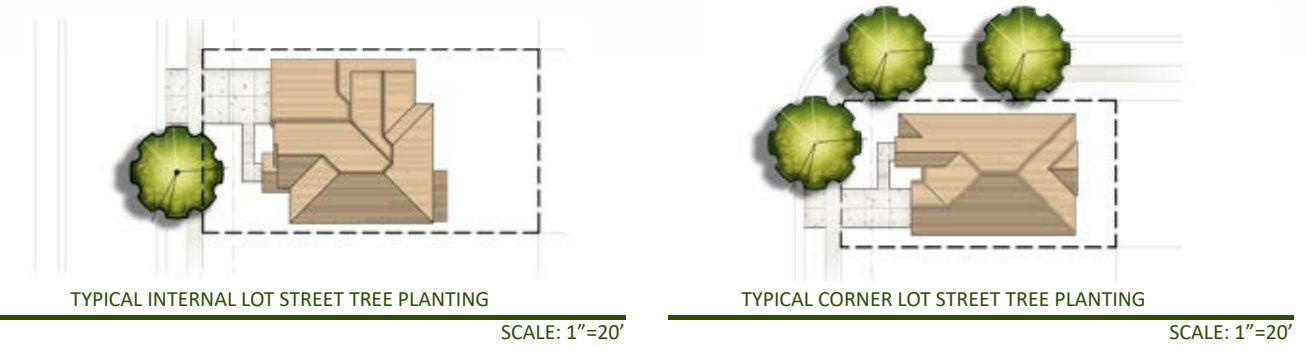 TYPICAL INTERNAL LOT STREET TREE PLANTING
SCALE: 1”=20’
TYPICAL CORNER LOT STREET TREE PLANTING
SCALE: 1”=20’